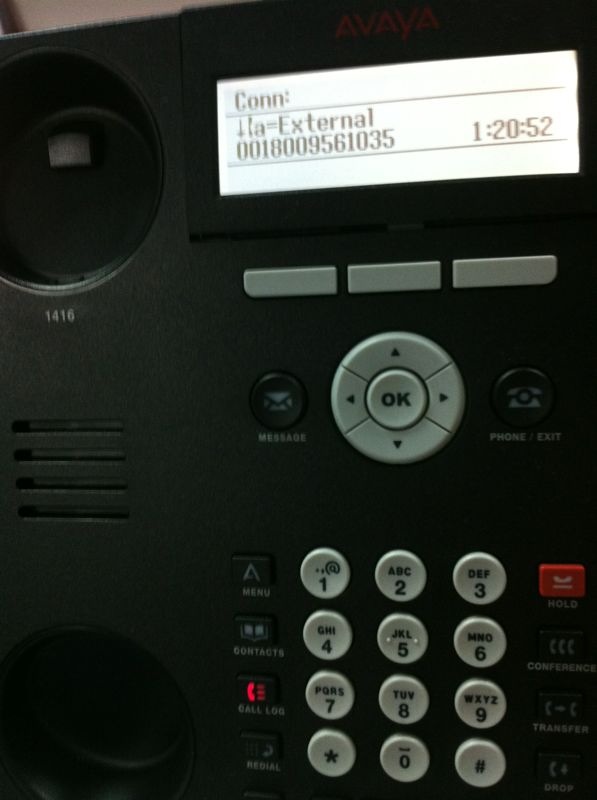 AVAYA
Conn:
a=External
0018009561035 1:20:52
1416
OK
MESSAGE
PHONE / EXIT
.,@
1
ABC
2
DEF
3
MENU
HOLD
GHI
4
JKL
5
MNO
6
CONTACTS
CONFERENCE
PQRS
7
TUV
8
WXYZ
9
CALL LOG
TRANSFER
*
0
#
REDIAL
DROP